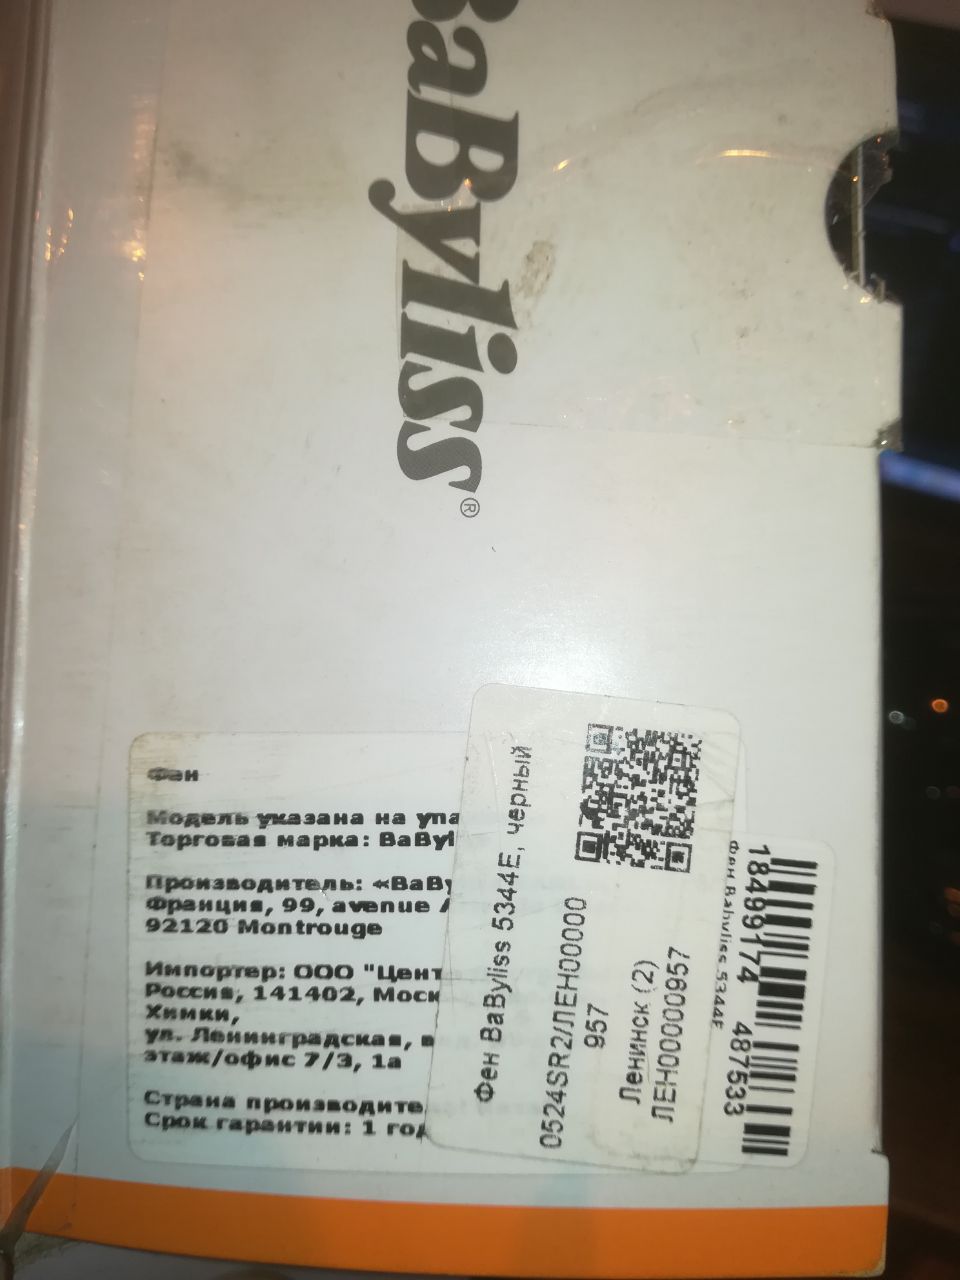 BaByliss®
Фен
Модель указана на упа
Торговая марка: BaByl
Производитель: «BaBy
Франция, 99, avenue A
92120 Montrouge
Импортер: ООО "Цент
Россия, 141402, Моск
Химки,
ул. Ленинградская, в
этаж/офис 7/3, 1а
Страна производите
Срок гарантии: 1 год
Фен BaByliss 5344E, черный
0524SR2/ЛЕН00000
957
Ленинск (2)
ЛЕН00000957
Фен Babyliss 5344E
18499174 487533